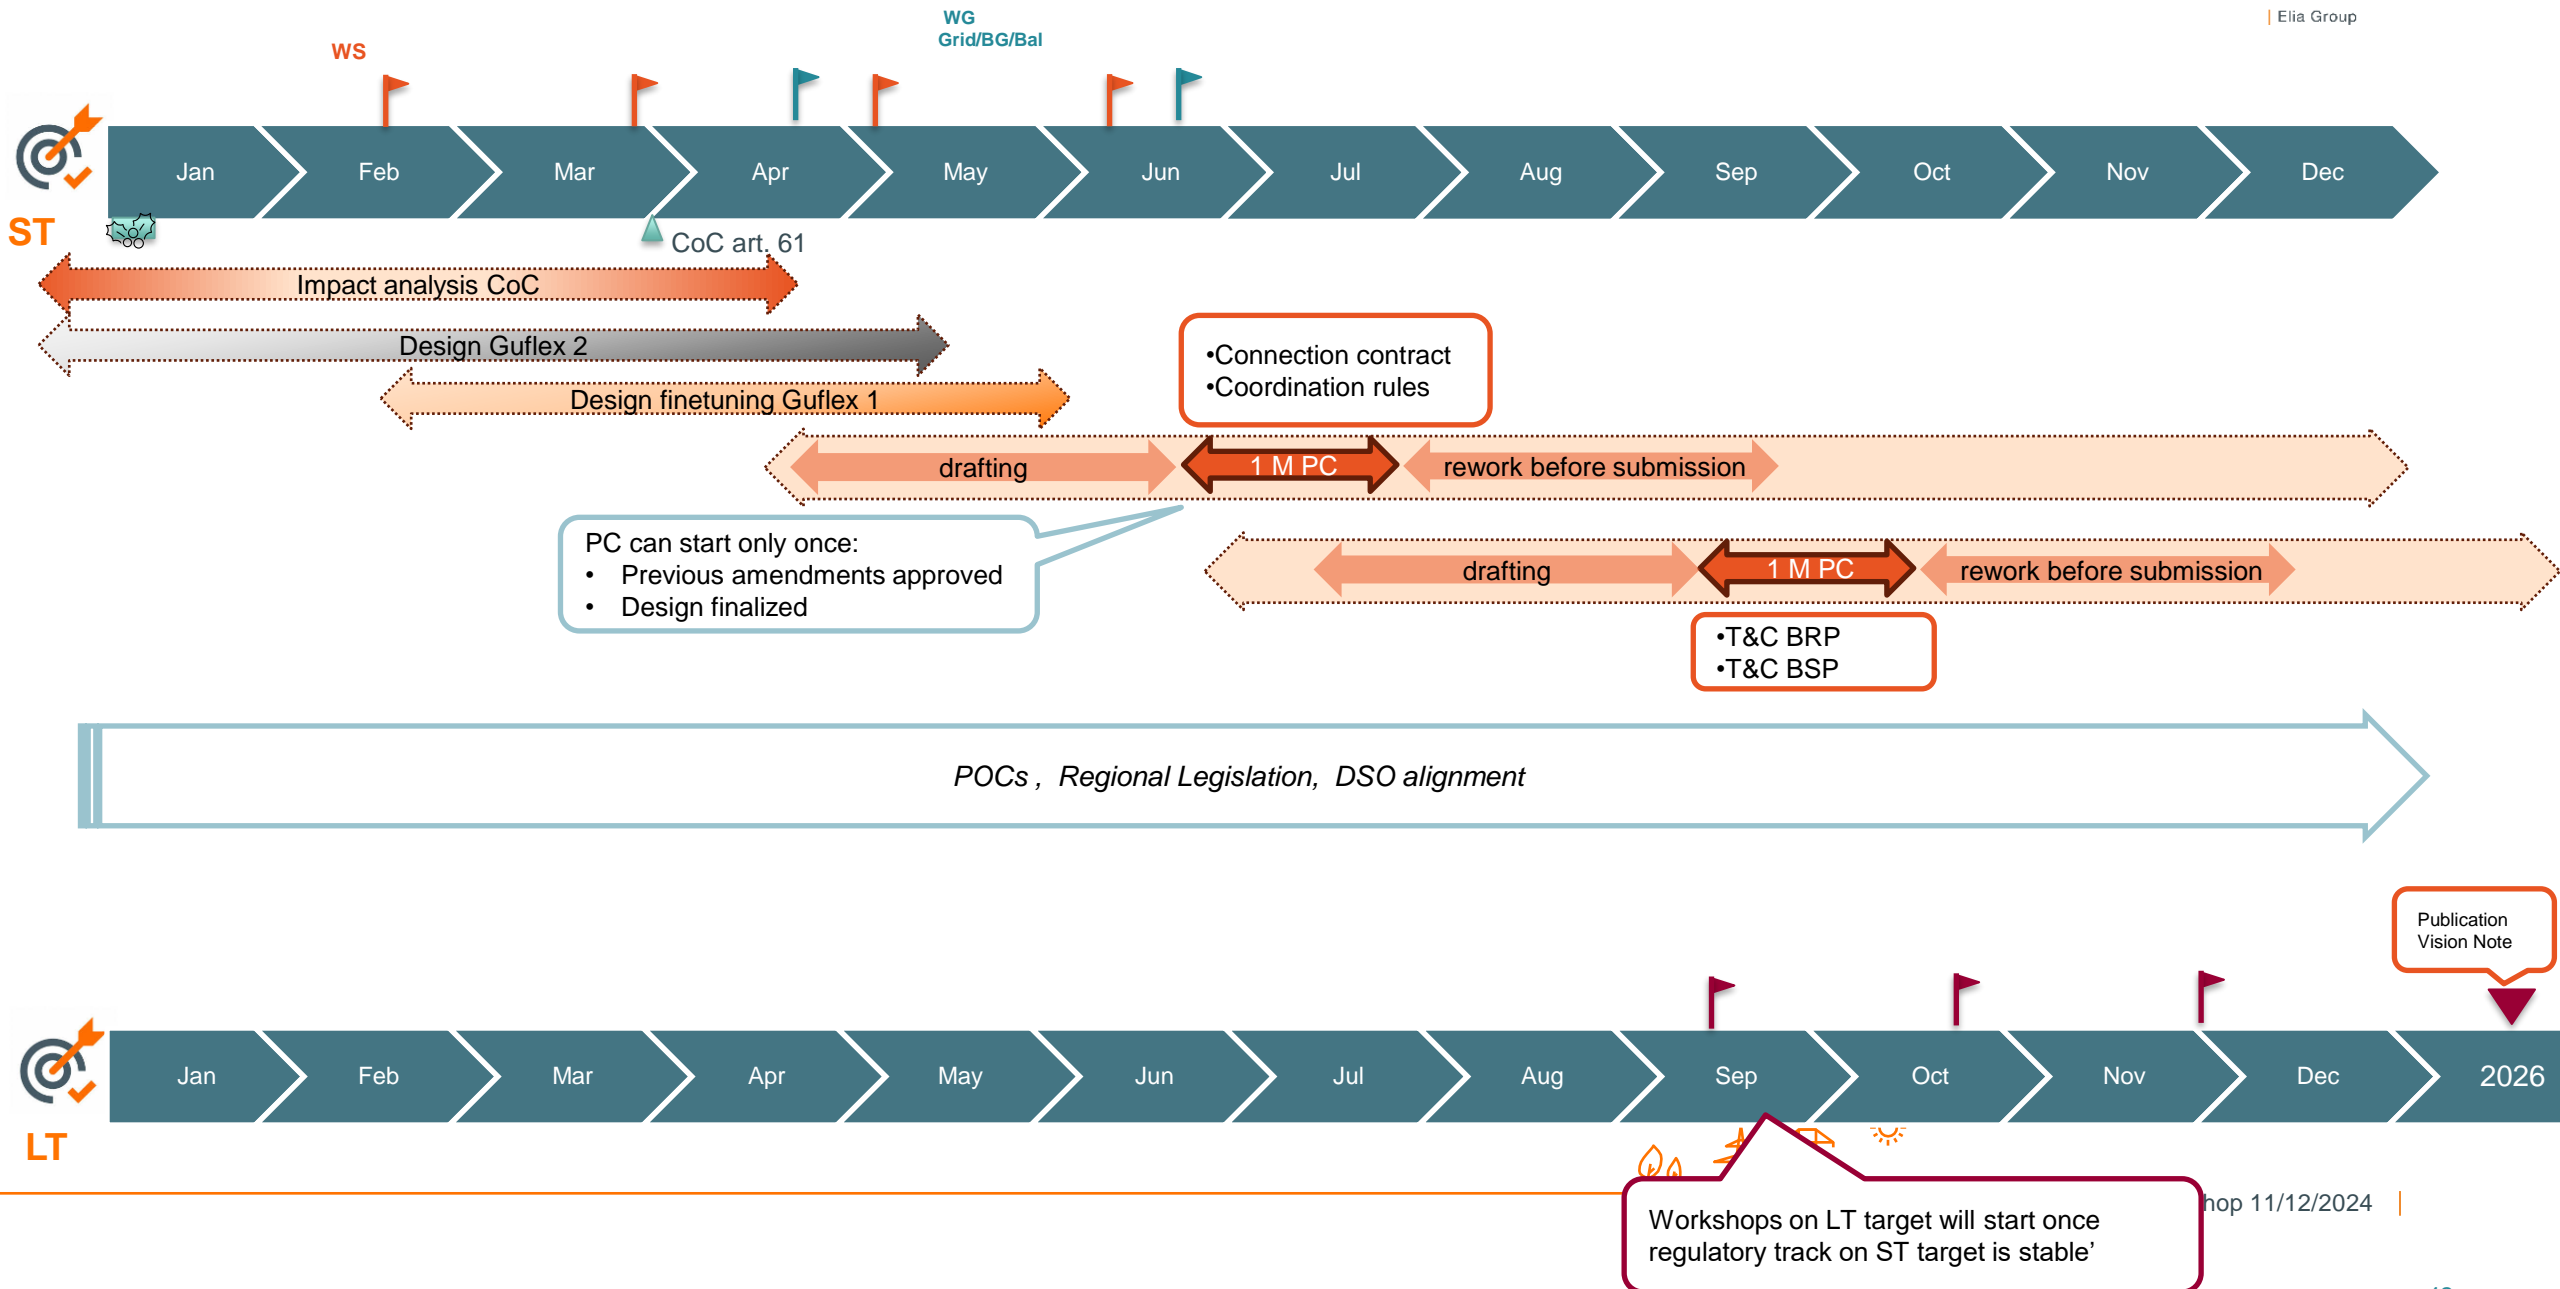 WG
Grid/BG/Bal
| Elia Group
WS
Jan
Feb
Mar
Apr
May
Jun
Jul
Aug
Sep
Oct
Nov
Dec
ST
CoC art. 61
Impact analysis CoC
Design Guflex 2
Design finetuning Guflex 1
•Connection contract
•Coordination rules
drafting
1 M PC
rework before submission
PC can start only once:
• Previous amendments approved
• Design finalized
drafting
1 M PC
rework before submission
•T&C BRP
•T&C BSP
POCs , Regional Legislation, DSO alignment
Publication
Vision Note
Jan
Feb
Mar
Apr
May
Jun
Jul
Aug
Sep
Oct
Nov
Dec
2026
LT
hop 11/12/2024 |
Workshops on LT target will start once
regulatory track on ST target is stable’